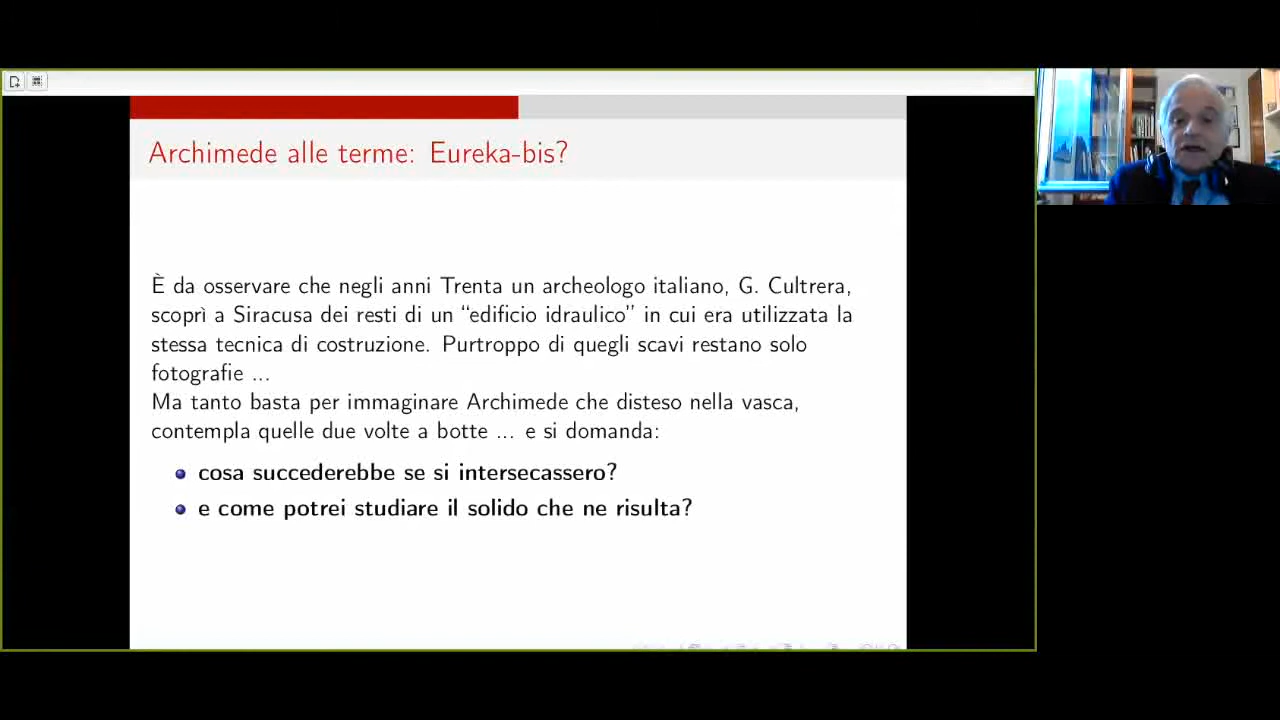 Archimede alle terme: Eureka-bis?
È da osservare che negli anni Trenta un archeologo italiano, G. Cultrera,
scoprì a Siracusa dei resti di un “edificio idraulico” in cui era utilizzata la
stessa tecnica di costruzione. Purtroppo di quegli scavi restano solo
fotografie ...
Ma tanto basta per immaginare Archimede che disteso nella vasca,
contempla quelle due volte a botte ... e si domanda:
cosa succederebbe se si intersecassero?
e come potrei studiare il solido che ne risulta?